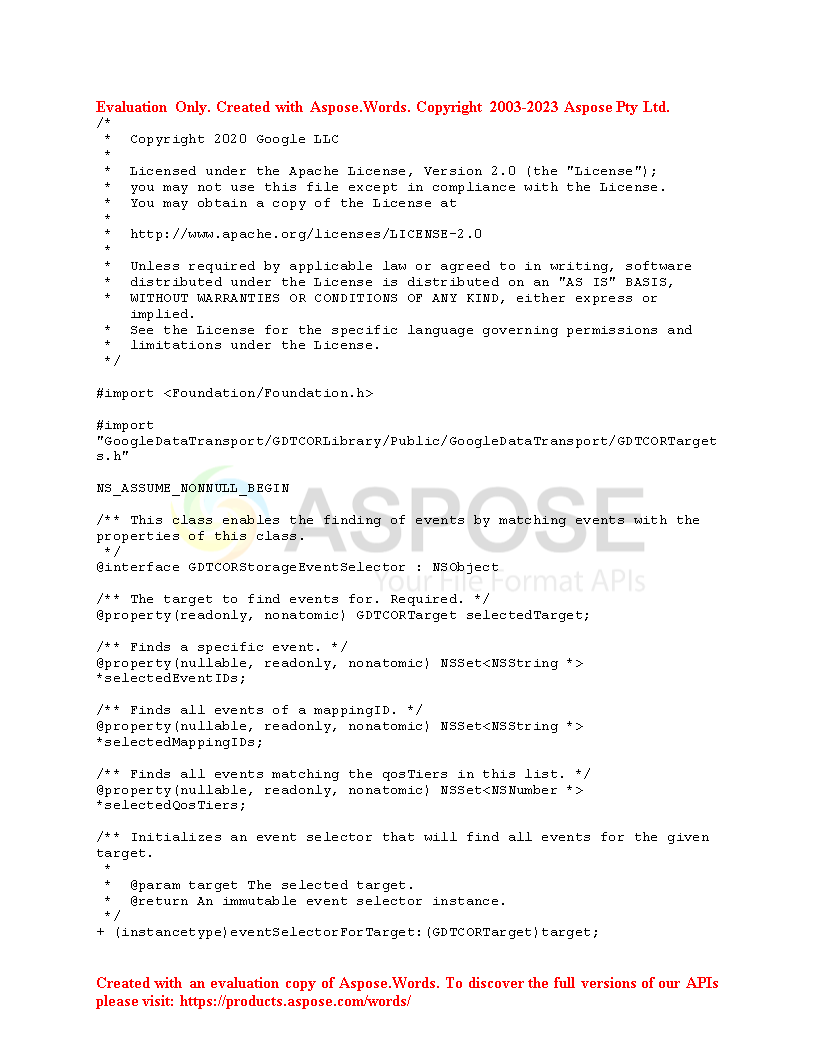 Evaluation Only. Created with Aspose.Words. Copyright 2003-2023 Aspose Pty Ltd.
/*
 *  Copyright 2020 Google LLC
 *
 *  Licensed under the Apache License, Version 2.0 (the "License");
 *  you may not use this file except in compliance with the License.
 *  You may obtain a copy of the License at
 *
 *  http://www.apache.org/licenses/LICENSE-2.0
 *
 *  Unless required by applicable law or agreed to in writing, software
 *  distributed under the License is distributed on an "AS IS" BASIS,
 *  WITHOUT WARRANTIES OR CONDITIONS OF ANY KIND, either express or
    implied.
 *  See the License for the specific language governing permissions and
 *  limitations under the License.
 */

#import <Foundation/Foundation.h>

#import
"GoogleDataTransport/GDTCORLibrary/Public/GoogleDataTransport/GDTCORTarget
s.h"

NS_ASSUME_NONNULL_BEGIN

ASPOSE
/** This class enables the finding of events by matching events with the
properties of this class.
 */
@interface GDTCORStorageEventSelector : NSObject
Your File Format APIs

/** The target to find events for. Required. */
@property(readonly, nonatomic) GDTCORTarget selectedTarget;

/** Finds a specific event. */
@property(nullable, readonly, nonatomic) NSSet<NSString *>
*selectedEventIDs;

/** Finds all events of a mappingID. */
@property(nullable, readonly, nonatomic) NSSet<NSString *>
*selectedMappingIDs;

/** Finds all events matching the qosTiers in this list. */
@property(nullable, readonly, nonatomic) NSSet<NSNumber *>
*selectedQosTiers;

/** Initializes an event selector that will find all events for the given
target.
 *
 *  @param target The selected target.
 *  @return An immutable event selector instance.
 */
+ (instancetype)eventSelectorForTarget:(GDTCORTarget)target;

Created with an evaluation copy of Aspose.Words. To discover the full versions of our APIs
please visit: https://products.aspose.com/words/